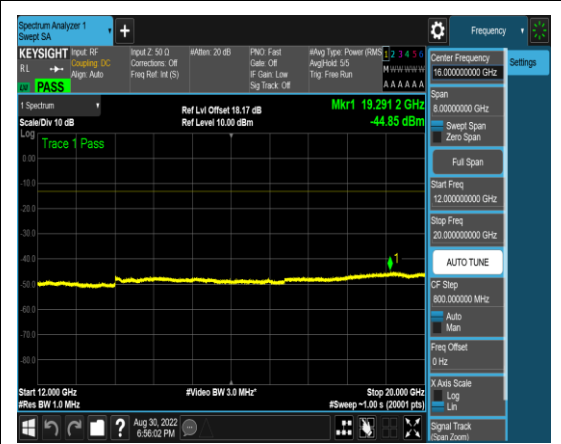 Spectrum Analyzer 1
Swept SA
Frequency
KEYSIGHT Input: RF Input Z: 50 Ω #Atten: 20 dB PNO: Fast #Avg Type: Power (RMS 1 2 3 4 5 6
RL Coupling: DC Corrections: Off Gate: Off Avg|Hold: 5/5 M W W W W W
Align: Auto Freq Ref: Int (S) IF Gain: Low Trig: Free Run
PASS Sig Track: Off A A A A A A
1 Spectrum
Scale/Div 10 dB
Ref Lvl Offset 18.17 dB
Ref Level 10.00 dBm
Mkr1 19.291 2 GHz
-44.85 dBm
Log
Trace 1 Pass
0.00
-10.0
-20.0
-30.0
-40.0
1
-50.0
-60.0
-70.0
-80.0
Start 12.000 GHz #Video BW 3.0 MHz* Stop 20.000 GHz
#Res BW 1.0 MHz #Sweep ~1.00 s (20001 pts)
Center Frequency
16.000000000 GHz
Settings
Span
8.00000000 GHz
Swept Span
Zero Span
Full Span
Start Freq
12.000000000 GHz
Stop Freq
20.000000000 GHz
AUTO TUNE
CF Step
800.000000 MHz
Auto
Man
Freq Offset
0 Hz
X Axis Scale
Log
Lin
Signal Track
(Span Zoom)
Aug 30, 2022
6:56:02 PM